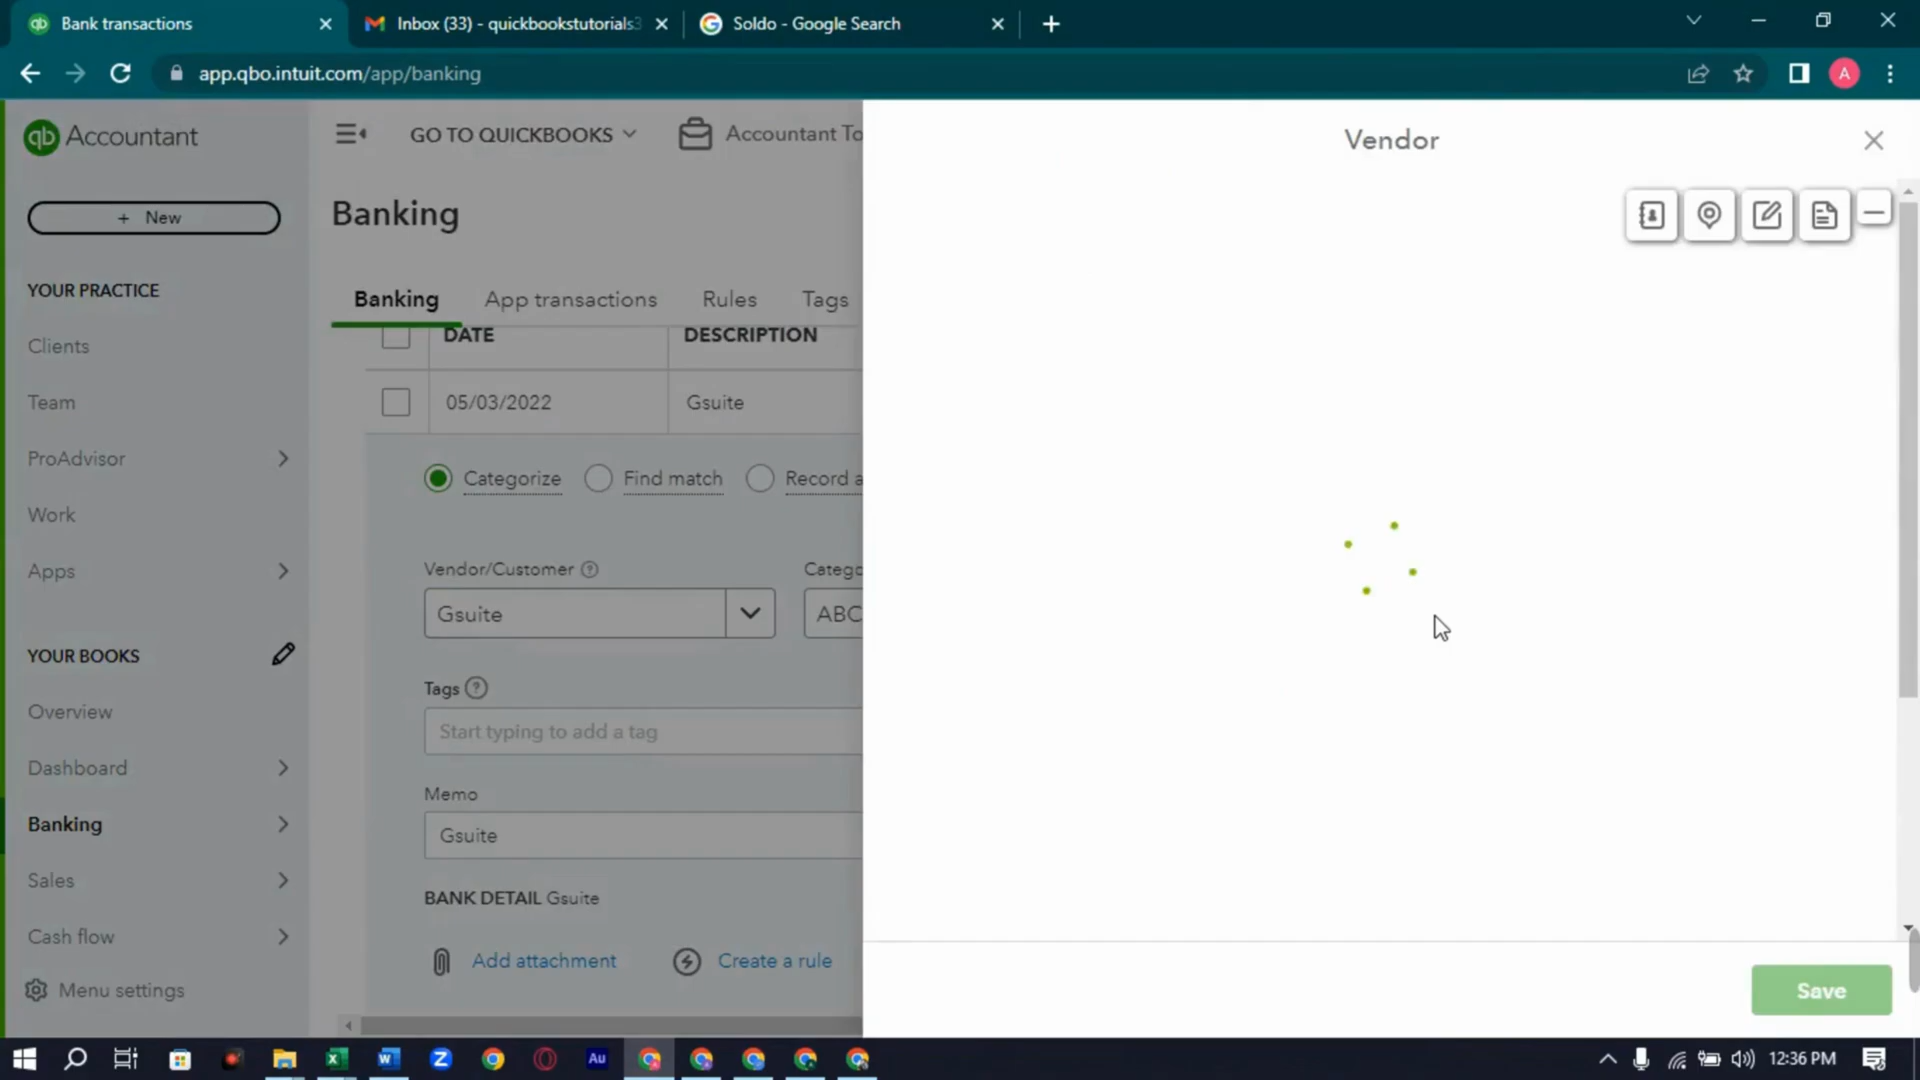 Bank transactions
Inbox (33) - quickbookstutorials3
Soldo - Google Search
app.qbo.intuit.com/app/banking
A
qb Accountant
GO TO QUICKBOOKS
Accountant To
Vendor
+ New
Banking
YOUR PRACTICE
Banking
App transactions
Rules
Tags
DATE
DESCRIPTION
Clients
Team
05/03/2022
Gsuite
ProAdvisor
Categorize
Find match
Record a
Work
Apps
Vendor/Customer ?
Catego
Gsuite
ABC
YOUR BOOKS
Tags ?
Overview
Start typing to add a tag
Dashboard
Memo
Banking
Gsuite
Sales
BANK DETAIL Gsuite
Cash flow
Add attachment
Create a rule
Menu settings
Save
Au
12:36 PM